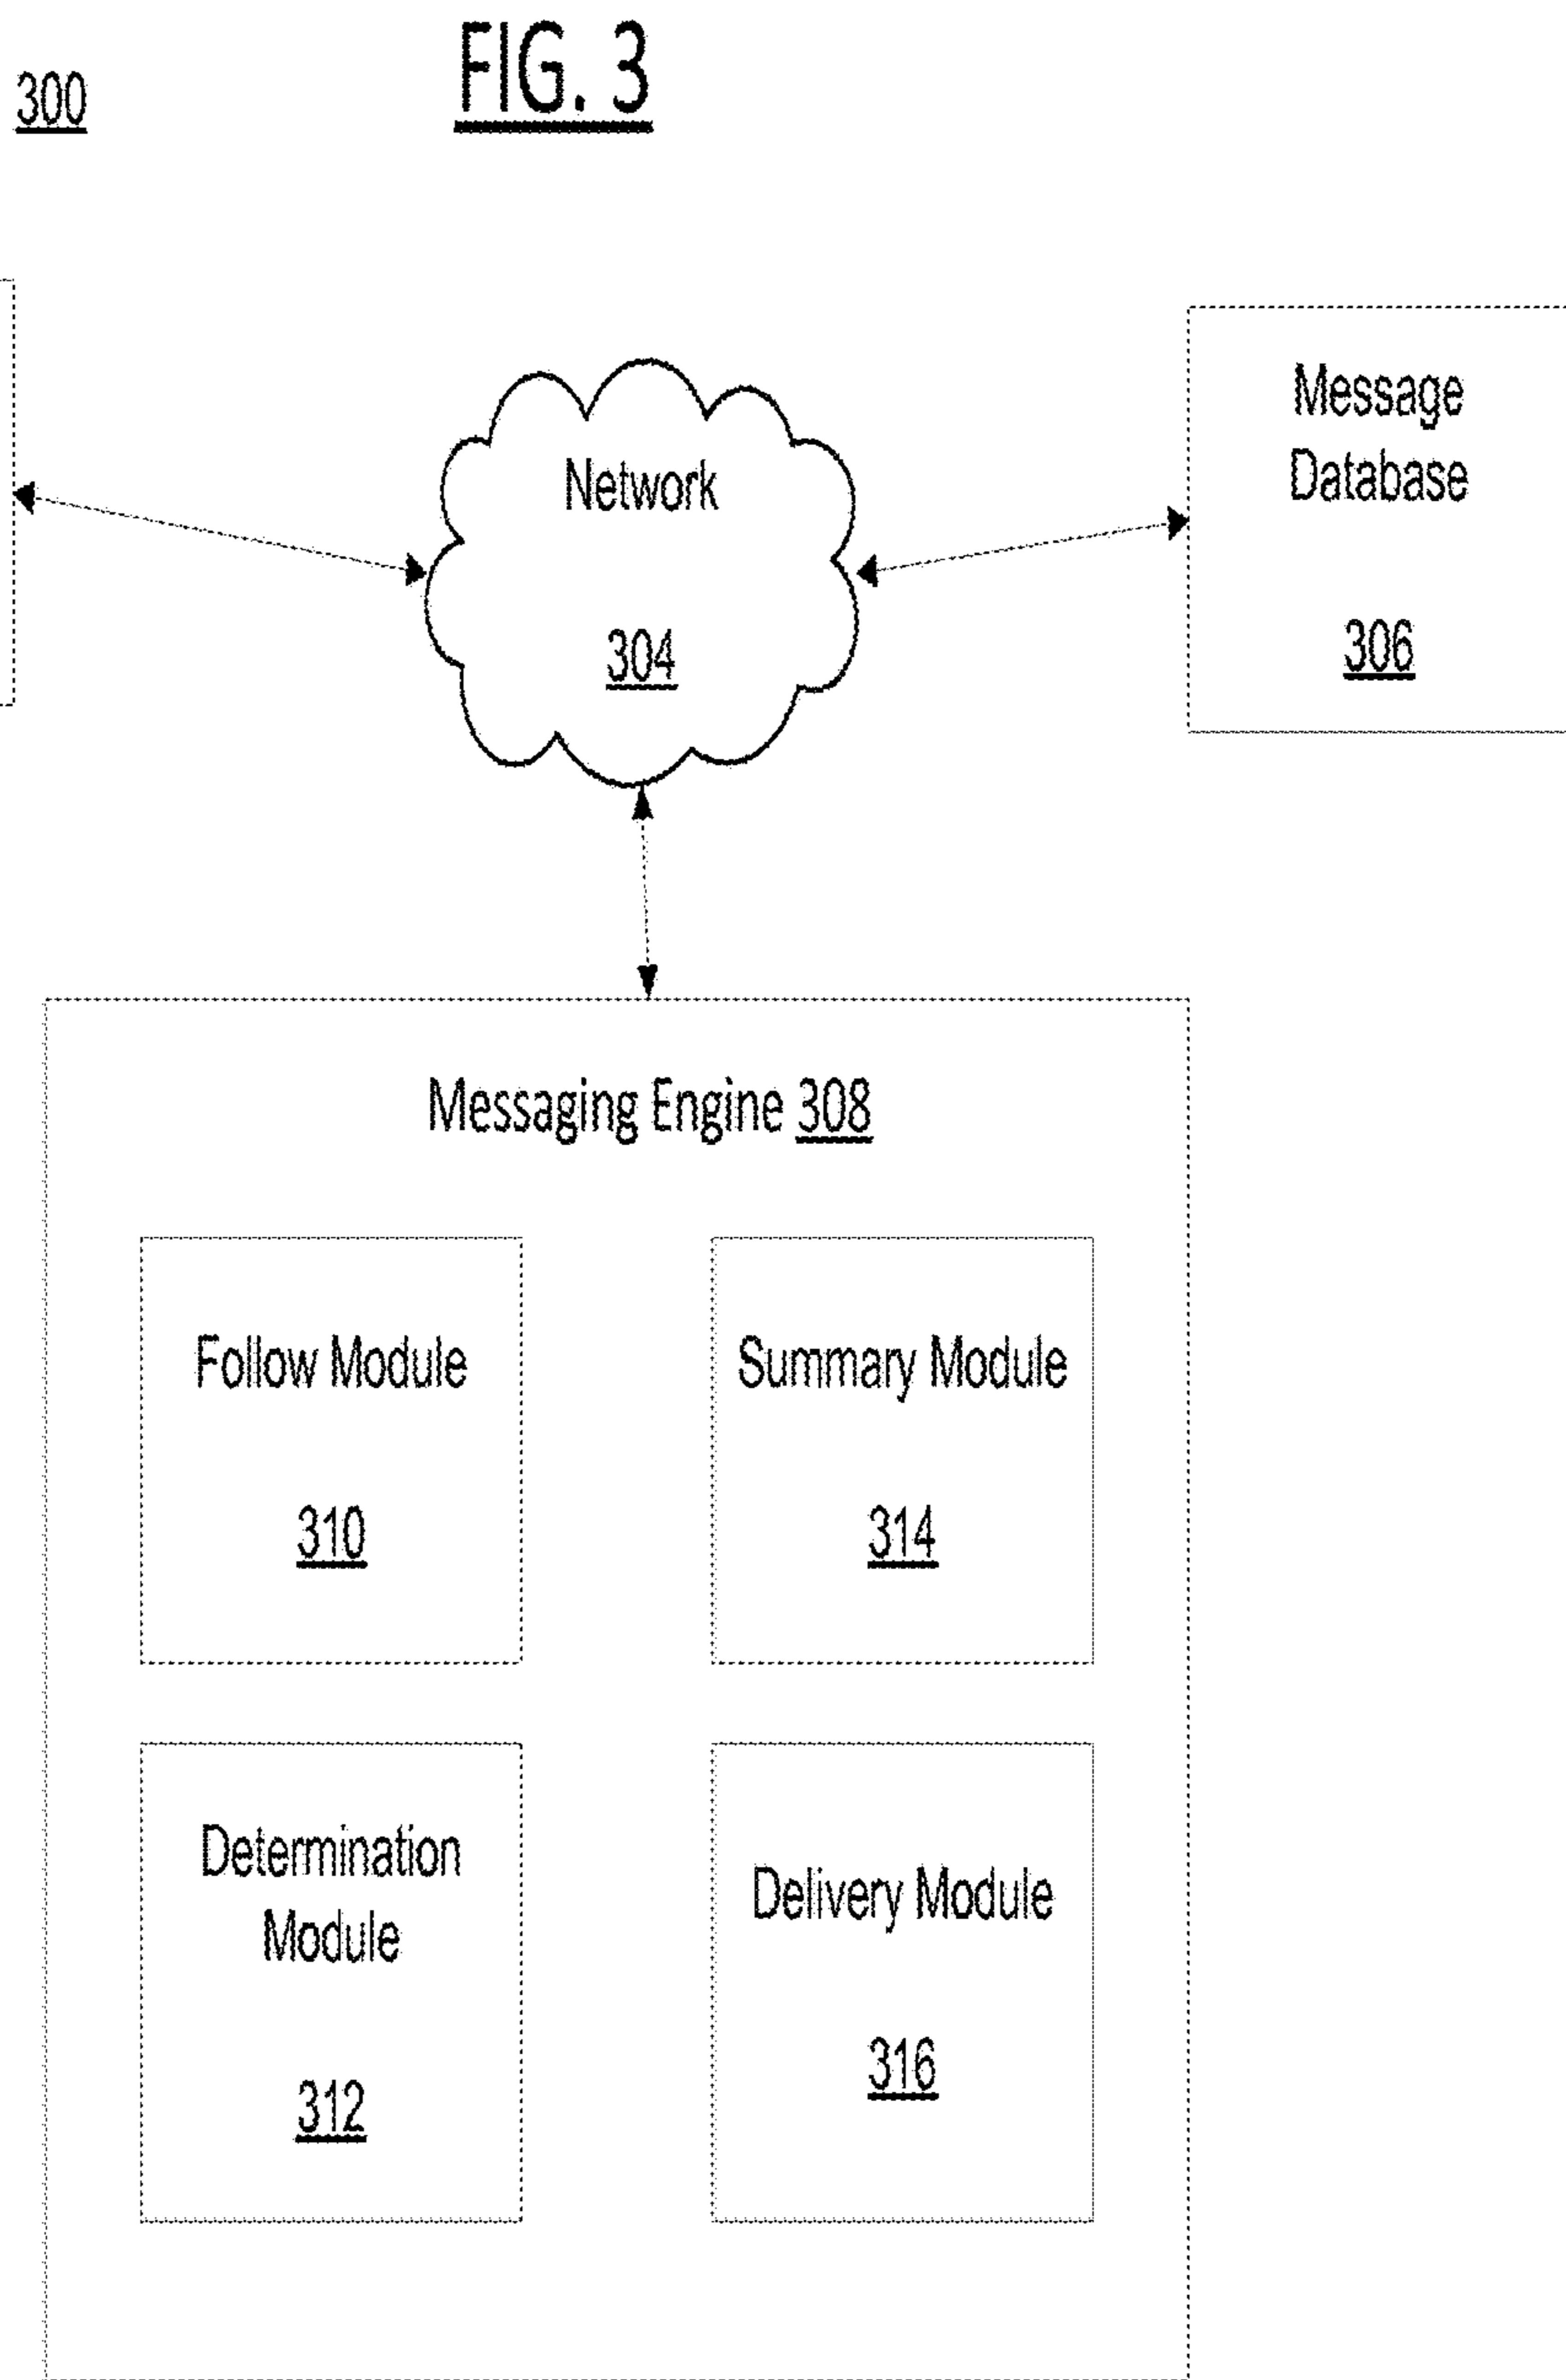 FIG. 3
300
Network
304
Message
Database
306
Messaging Engine 308
Follow Module
310
Summary Module
314
Determination
Module
312
Delivery Module
316